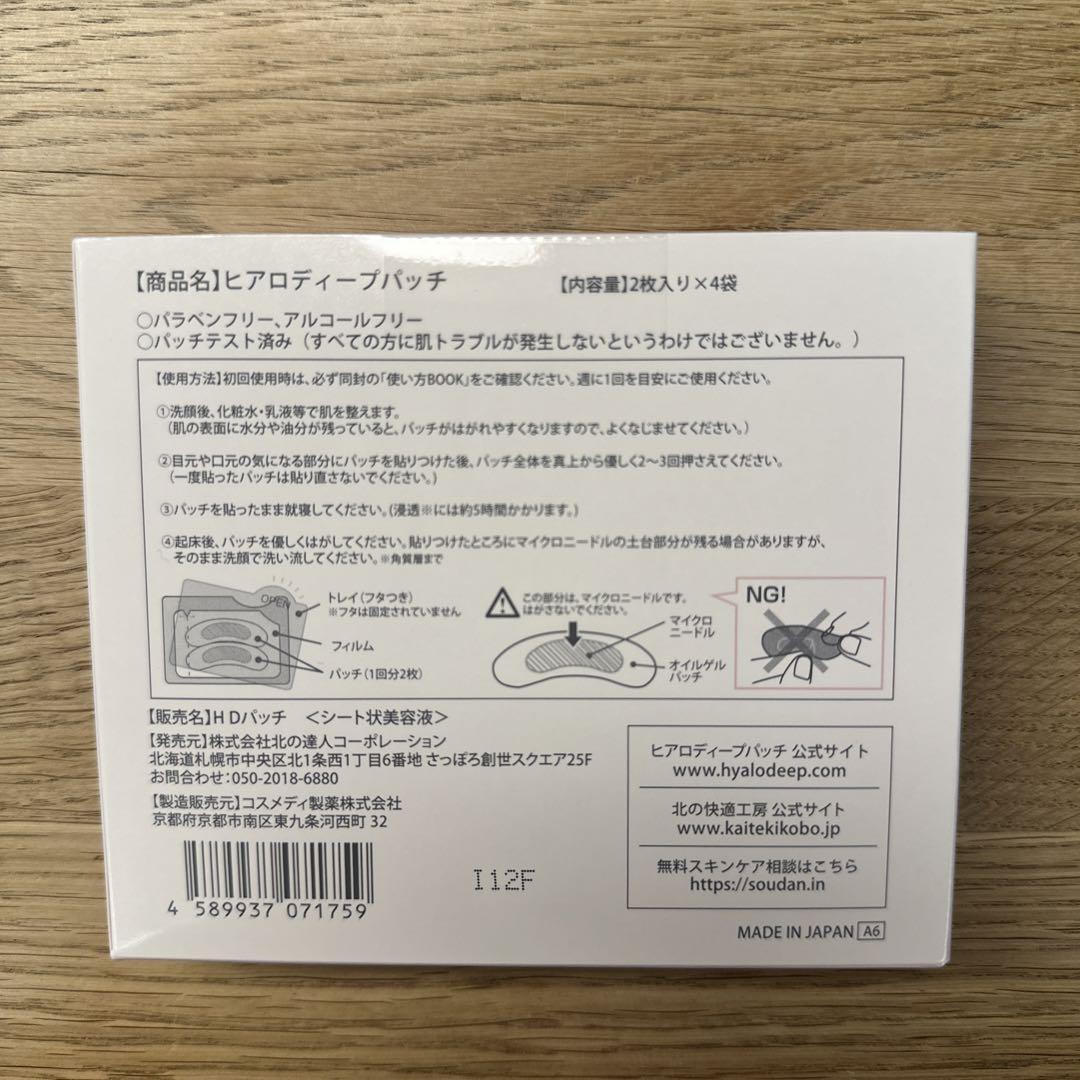 【商品名】ヒアロディープパッチ 【内容量】2枚入り×4袋
○パラベンフリー、アルコールフリー
○パッチテスト済み（すべての方に肌トラブルが発生しないというわけではございません。）
【使用方法】初回使用時は、必ず同封の「使い方BOOK」をご確認ください。週に1回を目安にご使用ください。
①洗顔後、化粧水・乳液等で肌を整えます。
（肌の表面に水分や油分が残っていると、パッチがはがれやすくなりますので、よくなじませてください。）
②目元や口元の気になる部分にパッチを貼りつけた後、パッチ全体を真上から優しく2～3回押さえてください。
（一度貼ったパッチは貼り直さないでください。）
③パッチを貼ったまま就寝してください。（浸透※には約5時間かかります。）
④起床後、パッチを優しくはがしてください。貼りつけたところにマイクロニードルの土台部分が残る場合がありますが、
そのまま洗顔で洗い流してください。※角質層まで
OPEN
トレイ（フタつき）
※フタは固定されていません
フィルム
パッチ（1回分2枚）
この部分は、マイクロニードルです。
はがさないでください。
マイクロ
ニードル
オイルゲル
パッチ
NG!
【販売名】HDパッチ ＜シート状美容液＞
【発売元】株式会社北の達人コーポレーション
北海道札幌市中央区北1条西1丁目6番地 さっぽろ創世スクエア25F
お問合わせ：050-2018-6880
【製造販売元】コスメディ製薬株式会社
京都府京都市南区東九条河西町 32
4 589937 071759
I12F
ヒアロディープパッチ 公式サイト
www.hyalodeep.com
北の快適工房 公式サイト
www.kaitekikobo.jp
無料スキンケア相談はこちら
https://soudan.in
MADE IN JAPAN A6